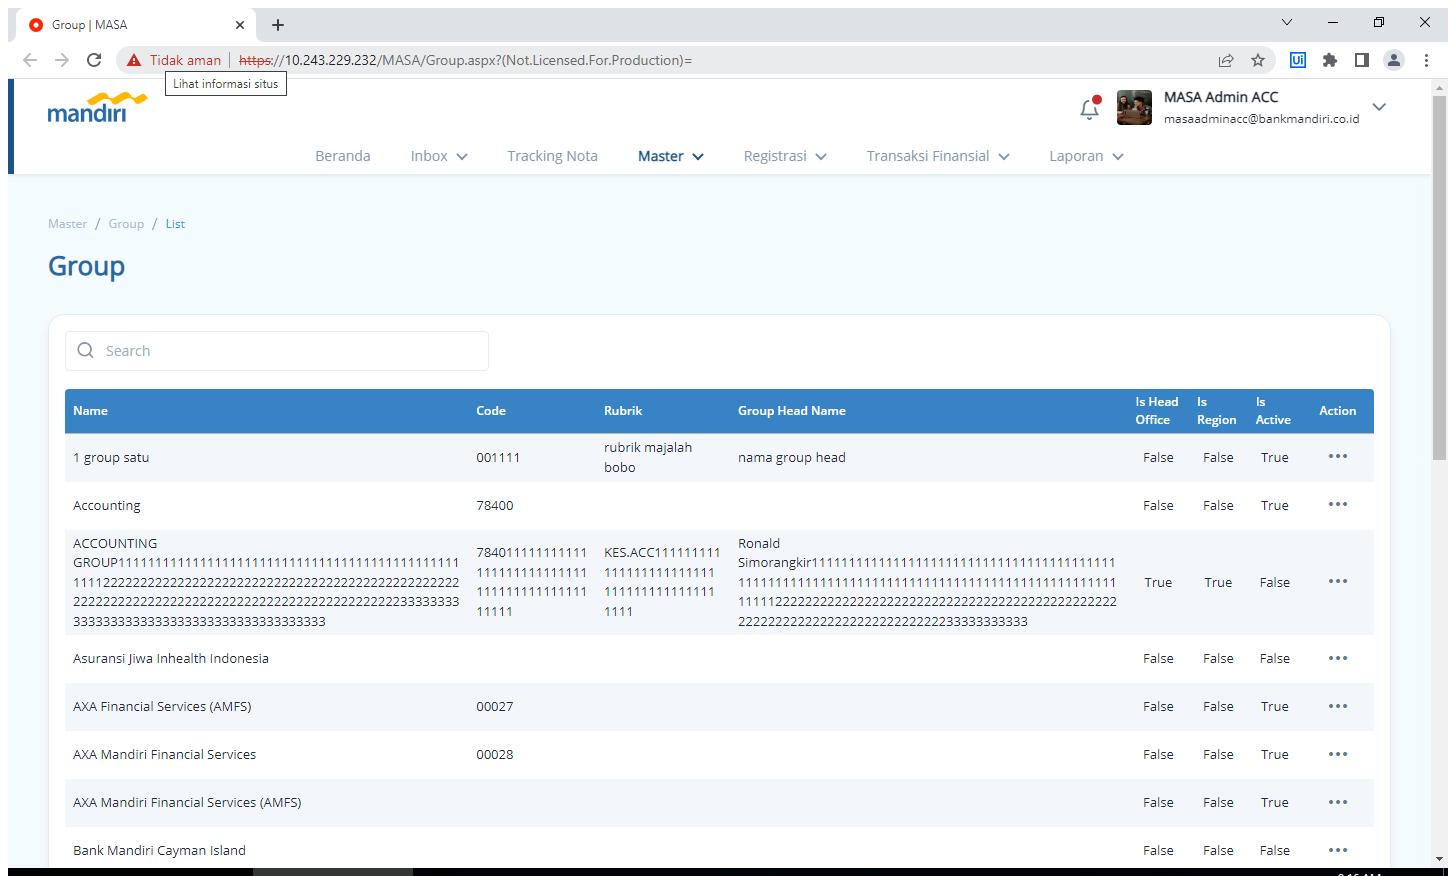 Group | MASA
Tidak aman https://10.243.229.232/MASA/Group.aspx?(Not.Licensed.For.Production)=
Ui
Lihat informasi situs
mandiri
MASA Admin ACC
masaadminacc@bankmandiri.co.id
Beranda Inbox Tracking Nota Master Registrasi Transaksi Finansial Laporan
Master / Group / List
Group
Search
Name Code Rubrik Group Head Name Is Head Office Is Region Is Active Action
1 group satu 001111 rubrik majalah bobo nama group head False False True
Accounting 78400 False False True
ACCOUNTING
Ronald
True True False
Asuransi Jiwa Inhealth Indonesia False False False
AXA Financial Services (AMFS) 00027 False False True
AXA Mandiri Financial Services 00028 False False True
AXA Mandiri Financial Services (AMFS) False False True
Bank Mandiri Cayman Island False False False